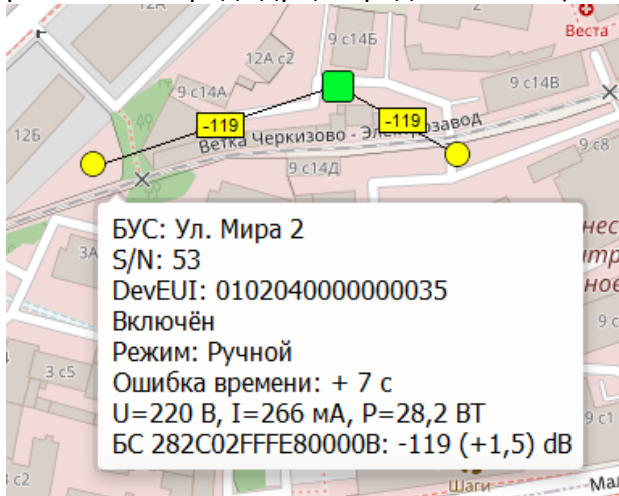 12А
2
Веста
9 с14Б
12А с2
9 с14А
9 с14В
-119
-119
12Б
Ветка Черкизово - Электрозавод
9 с8
9 с14Д
3А
БУС: Ул. Мира 2
S/N: 53
DevEUI: 0102040000000035
Включён
Режим: Ручной
Ошибка времени: + 7 с
U=220 В, I=266 мА, P=28,2 ВТ
БС 282C02FFFE80000B: -119 (+1,5) dB
3 с5
9 с1
Шаги